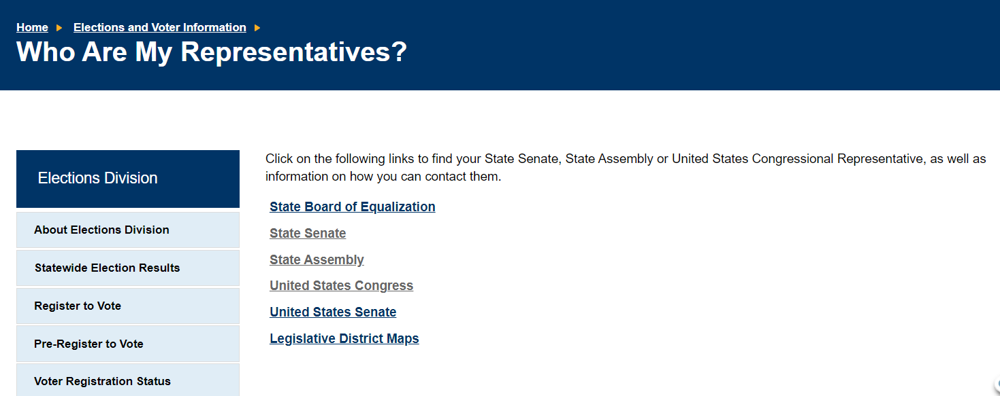 Home Elections and Voter Information
Who Are My Representatives?
Elections Division
About Elections Division
Statewide Election Results
Register to Vote
Pre-Register to Vote
Voter Registration Status
Click on the following links to find your State Senate, State Assembly or United States Congressional Representative, as well as
information on how you can contact them.
State Board of Equalization
State Senate
State Assembly
United States Congress
United States Senate
Legislative District Maps